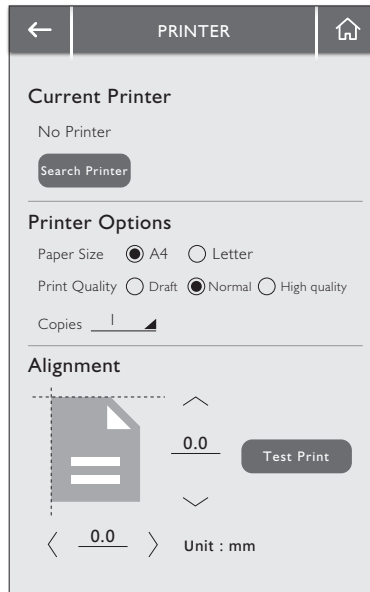 PRINTER
Current Printer
No Printer
Search Printer
Printer Options
Paper Size A4 Letter
Print Quality Draft Normal High quality
Copies 1
Alignment
0.0
Test Print
0.0 Unit : mm